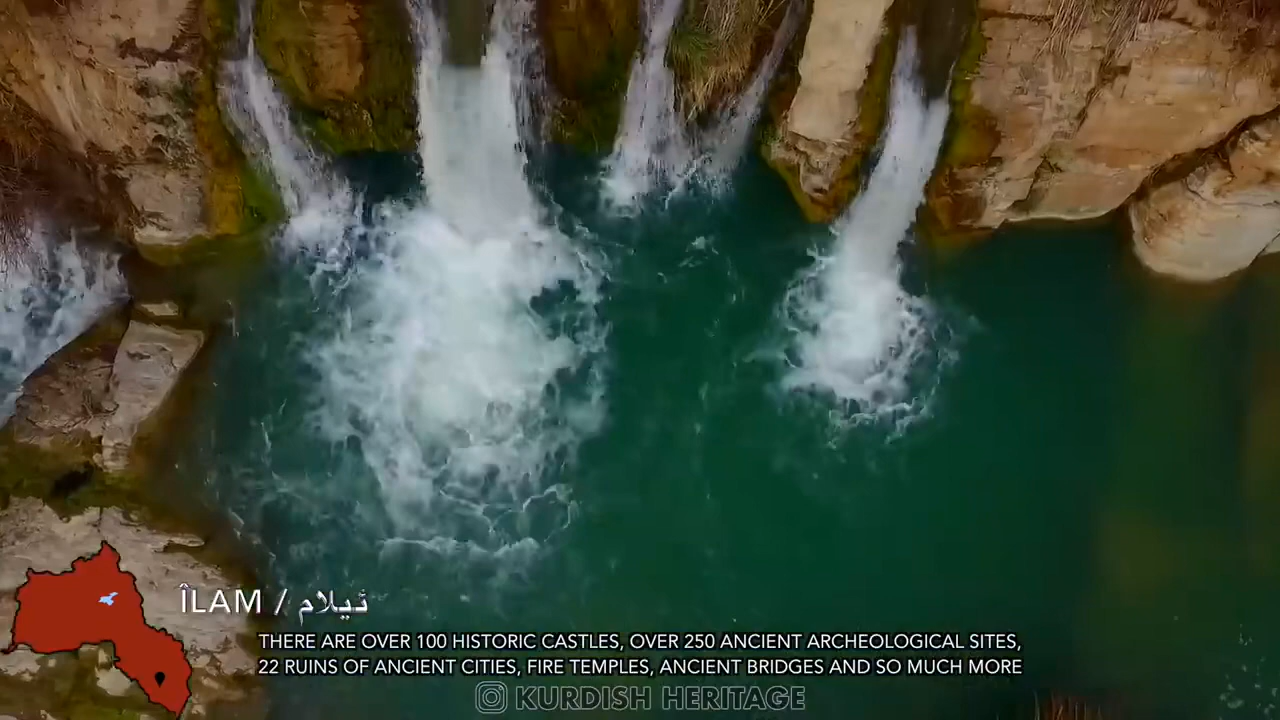 ÎLAM / ئیلام
THERE ARE OVER 100 HISTORIC CASTLES, OVER 250 ANCIENT ARCHEOLOGICAL SITES,
22 RUINS OF ANCIENT CITIES, FIRE TEMPLES, ANCIENT BRIDGES AND SO MUCH MORE
KURDISH HERITAGE